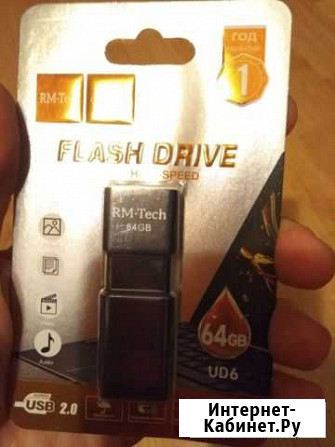 RM-Tech
год
1
FLASH DRIVE
HIGH SPEED
RM-Tech
64GB
Audio
64GB
UD6
USB 2.0
Интернет-
Кабинет.Ру